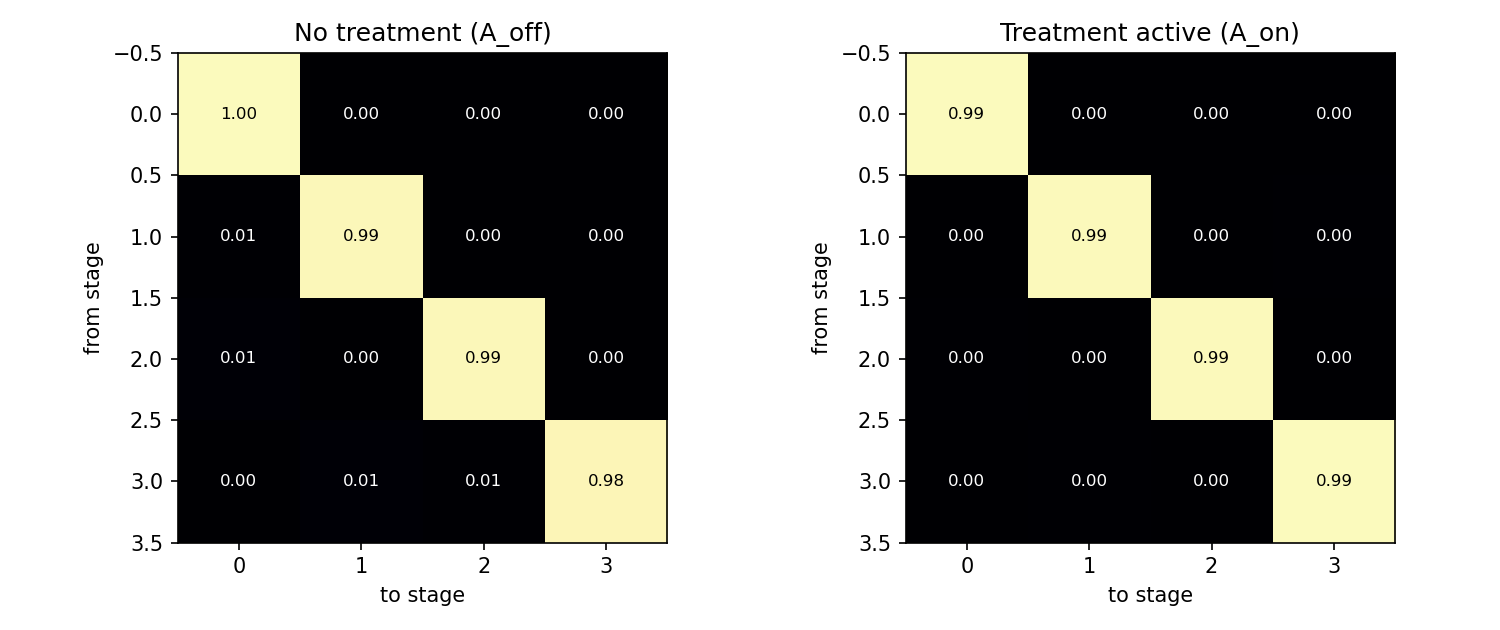 No treatment (A_off)
−0.5
0.0
0.5
1.0
1.5
2.0
2.5
3.0
3.5
from stage
1.00 0.00 0.00 0.00
0.01 0.99 0.00 0.00
0.01 0.00 0.99 0.00
0.00 0.01 0.01 0.98
0 1 2 3
to stage
Treatment active (A_on)
−0.5
0.0
0.5
1.0
1.5
2.0
2.5
3.0
3.5
from stage
0.99 0.00 0.00 0.00
0.00 0.99 0.00 0.00
0.00 0.00 0.99 0.00
0.00 0.00 0.00 0.99
0 1 2 3
to stage